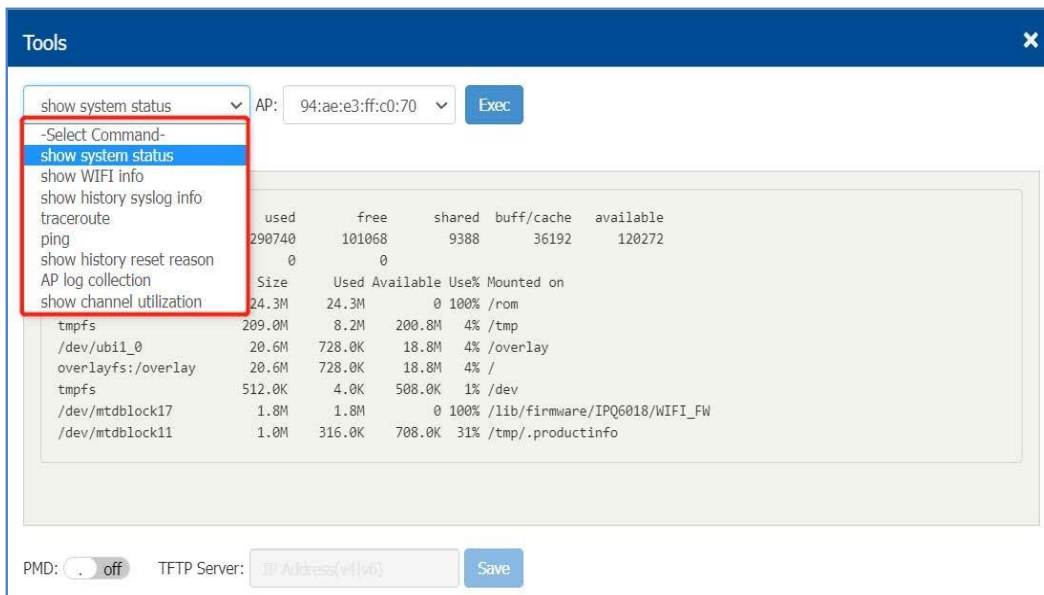 Tools
show system status AP: 94:ae:e3:ff:c0:70 Exec
-Select Command-
show system status
show WIFI info
show history syslog info
traceroute
ping
show history reset reason
AP log collection
show channel utilization
used free shared buff/cache available
290740 101068 9388 36192 120272
0 0
Size Used Available Use% Mounted on
24.3M 24.3M 0 100% /rom
tmpfs 209.0M 8.2M 200.8M 4% /tmp
/dev/ubi1_0 20.6M 728.0K 18.8M 4% /overlay
overlayfs:/overlay 20.6M 728.0K 18.8M 4% /
tmpfs 512.0K 4.0K 508.0K 1% /dev
/dev/mtdblock17 1.8M 1.8M 0 100% /lib/firmware/IPQ6018/WIFI_FW
/dev/mtdblock11 1.0M 316.0K 708.0K 31% /tmp/.productinfo
PMD: . off TFTP Server: IP Address(v4|v6) Save